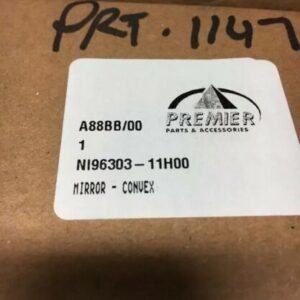 PRT. 1147
A88BB/00
1
NI96303-11H00
MIRROR - CONVEX
PREMIER
PARTS & ACCESSORIES